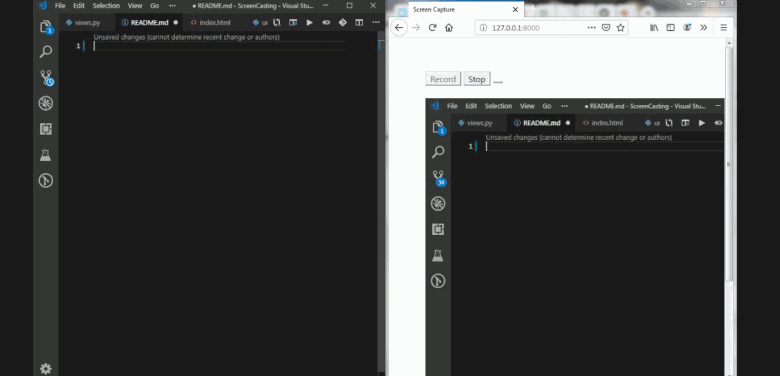 File Edit Selection View Go ••• ● README.md - ScreenCasting - Visual Stu...
views.py README.md ● index.html ur
Unsaved changes (cannot determine recent change or authors)
1
1
Screen Capture
127.0.0.1:8000
Record Stop
File Edit Selection View Go ••• ● README.md - ScreenCasting - Visual Stu...
views.py README.md ● index.html ur
Unsaved changes (cannot determine recent change or authors)
1
1
34